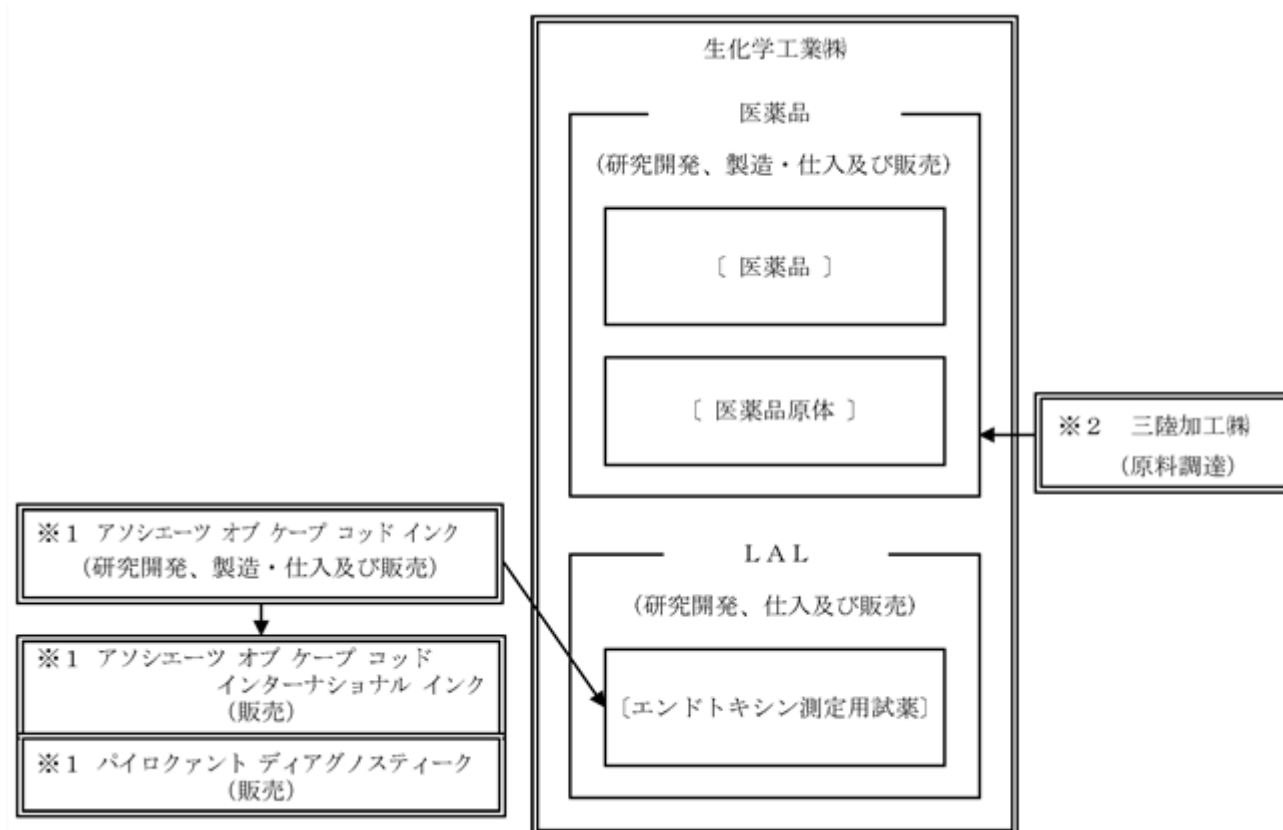 生化学工業㈱
医薬品
（研究開発、製造・仕入及び販売）
〔 医薬品 〕
〔 医薬品原体 〕
※２　三陸加工㈱
（原料調達）
※１ アソシエーツ オブ ケープ コッド インク
（研究開発、製造・仕入及び販売）
※１ アソシエーツ オブ ケープ コッド
インターナショナル インク
（販売）
※１ パイロクァント ディアグノスティーク
（販売）
ＬＡＬ
（研究開発、仕入及び販売）
〔エンドトキシン測定用試薬〕